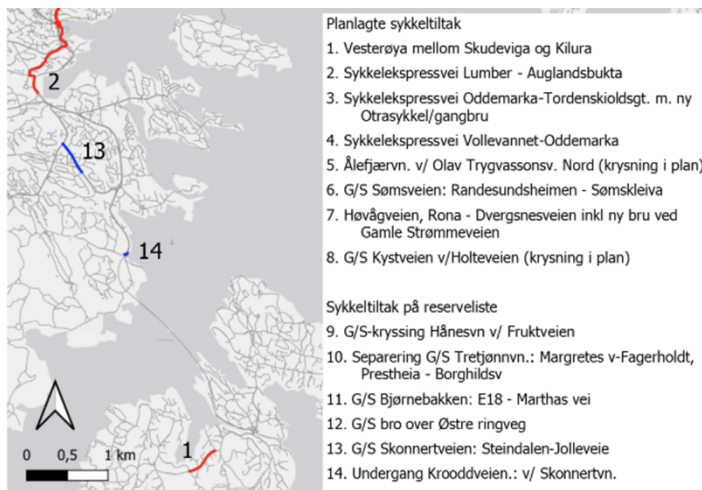 2
13
14
1
0 0,5 1 km
Planlagte sykkeltiltak
1. Vesterøya mellom Skudeviga og Kilura
2. Sykkelekspressvei Lumber - Auglandsbukta
3. Sykkelekspressvei Oddemarka-Tordenskioldsgt. m. ny
Otrasykkel/gangbru
4. Sykkelekspressvei Vollevannet-Oddemarka
5. Ålefjærvn. v/ Olav Trygvassonsv. Nord (krysning i plan)
6. G/S Sømsveien: Randesundsheimen - Sømskleiva
7. Høvågveien, Rona - Dvergsnesveien inkl ny bru ved
Gamle Strømmeveien
8. G/S Kystveien v/Holteveien (krysning i plan)
Sykkeltiltak på reserveliste
9. G/S-kryssing Hånesvn v/ Fruktveien
10. Separering G/S Tretjønnvn.: Margretes v-Fagerholdt,
Prestheia - Borghildsv
11. G/S Bjørnebakken: E18 - Marthas vei
12. G/S bro over Østre ringveg
13. G/S Skonnertveien: Steindalen-Jolleveie
14. Undergang Krooddveien.: v/ Skonnertvn.